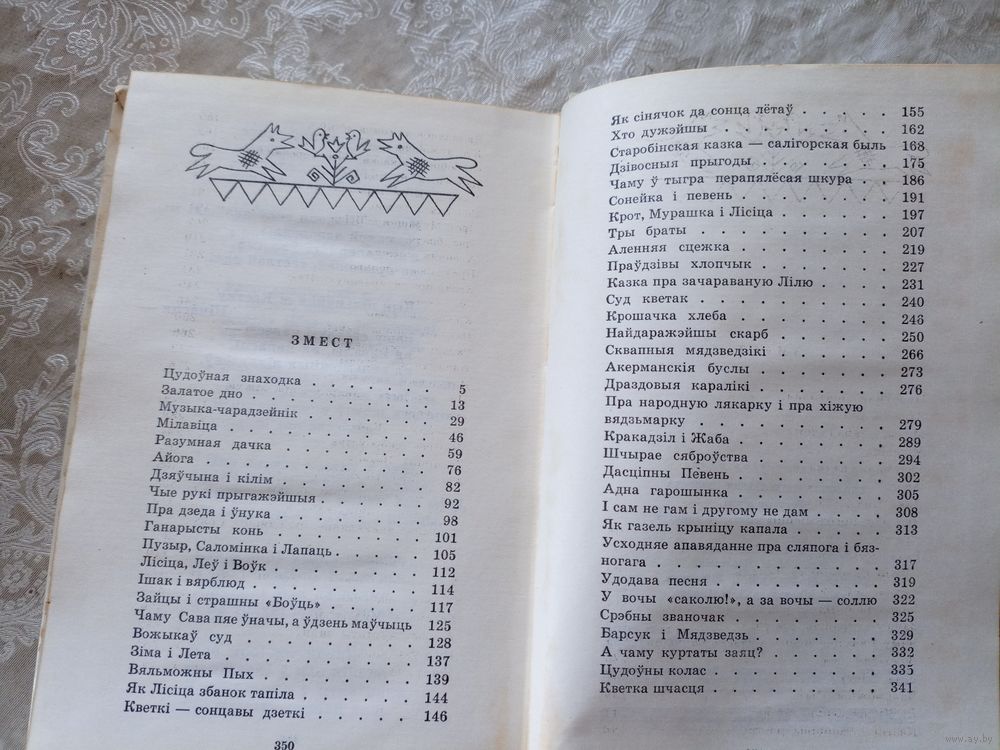 ЗМЕСТ
Цудоўная знаходка . . . . . . . . 5
Залатое дно . . . . . . . . . . 13
Музыка-чарадзейнік . . . . . . . . 29
Мілавіца . . . . . . . . . . . 46
Разумная дачка . . . . . . . . . 59
Айога . . . . . . . . . . . . 76
Дзяўчына і кілім . . . . . . . . . 82
Чые рукі прыгажэйшыя . . . . . . . 92
Пра дзеда і ўнука . . . . . . . . 98
Ганарысты конь . . . . . . . . . 101
Пузыр, Саломінка і Лапаць . . . . . . 105
Лісіца, Леў і Воўк . . . . . . . . 112
Ішак і вярблюд . . . . . . . . . 114
Зайцы і страшны «Боўць» . . . . . . 117
Чаму Сава пяе ўначы, а ўдзень маўчыць 125
Вожыкаў суд . . . . . . . . . . 128
Зіма і Лета . . . . . . . . . . 137
Вяльможны Пых . . . . . . . . . 139
Як Лісіца збанок тапіла . . . . . . . 144
Кветкі — сонцавы дзеткі . . . . . . 146
350
Як сінячок да сонца лётаў . . . . . 155
Хто дужэйшы . . . . . . . . . 162
Старобінская казка — салігорская быль 168
Дзівосныя прыгоды . . . . . . . . 175
Чаму ў тыгра перапялёсая шкура . . . . 186
Сонейка і певень . . . . . . . . 191
Крот, Мурашка і Лісіца . . . . . . . 197
Тры браты . . . . . . . . . . 207
Аленняя сцежка . . . . . . . . . 219
Праўдзівы хлопчык . . . . . . . . 227
Казка пра зачараваную Лілю . . . . . 231
Суд кветак . . . . . . . . . . 240
Крошачка хлеба . . . . . . . . . 246
Найдаражэйшы скарб . . . . . . . 250
Сквапныя мядзведзікі . . . . . . . 266
Акерманскія буслы . . . . . . . . 273
Драздовыя каралікі . . . . . . . . 276
Пра народную лякарку і пра хіжую
вядзьмарку . . . . . . . . . . 279
Кракадзіл і Жаба . . . . . . . . 289
Шчырае сяброўства . . . . . . . . 294
Дасціпны Певень . . . . . . . . 302
Адна гарошынка . . . . . . . . . 305
І сам не гам і другому не дам . . . . 308
Як газель крыніцу капала . . . . . . 313
Усходняе апавяданне пра сляпога і бяз-
ногага . . . . . . . . . . . . 317
Удодава песня . . . . . . . . . 319
У вочы «саколю!», а за вочы — соллю 322
Срэбны званочак . . . . . . . . . 325
Барсук і Мядзведзь . . . . . . . . 329
А чаму куртаты заяц? . . . . . . . 332
Цудоўны колас . . . . . . . . . 335
Кветка шчасця . . . . . . . . . 341
www.ay.by